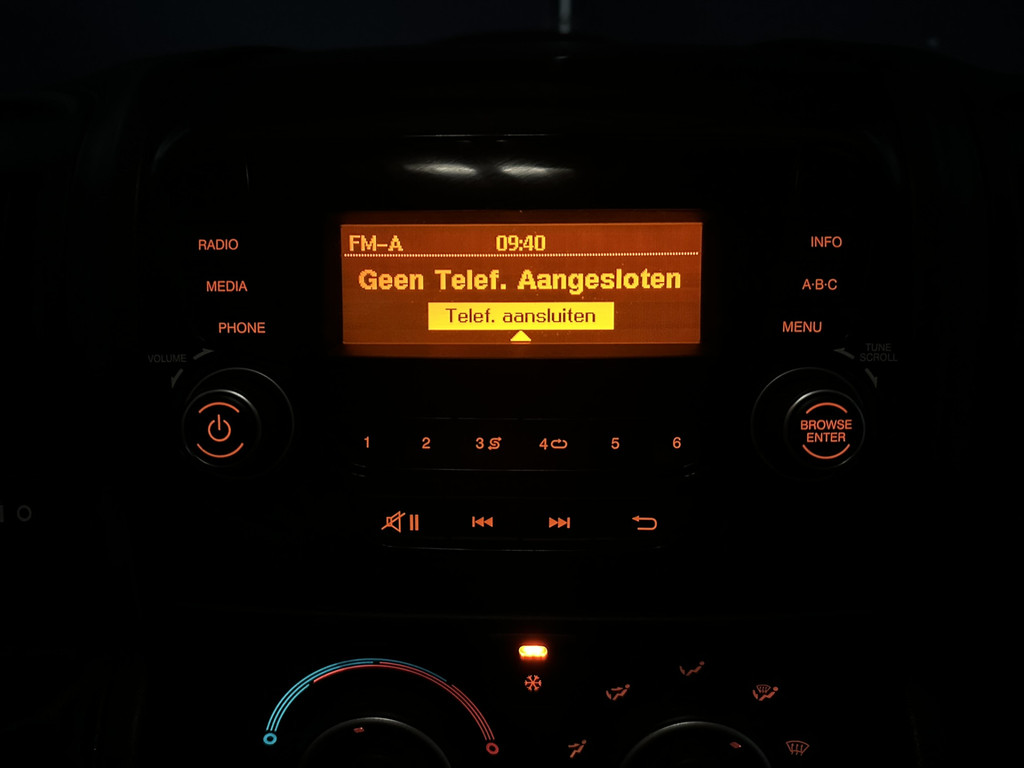 RADIO
MEDIA
PHONE
VOLUME
FM-A 09:40
Geen Telef. Aangesloten
Telef. aansluiten
INFO
A·B·C
MENU
TUNE
SCROLL
BROWSE
ENTER
1 2 3 4 5 6